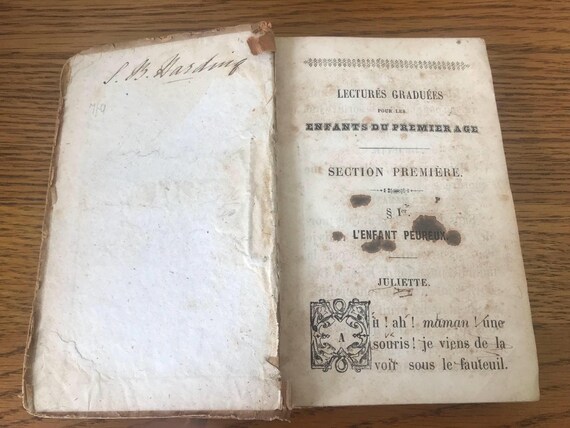 S. B. Harding
LECTURES GRADUÉES
POUR LES
ENFANTS DU PREMIER AGE
SECTION PREMIÈRE.
§ 1er.
L'ENFANT PEUREUX
JULIETTE.
Ah! ah! maman! une
souris! je viens de la
voir sous le fauteuil.